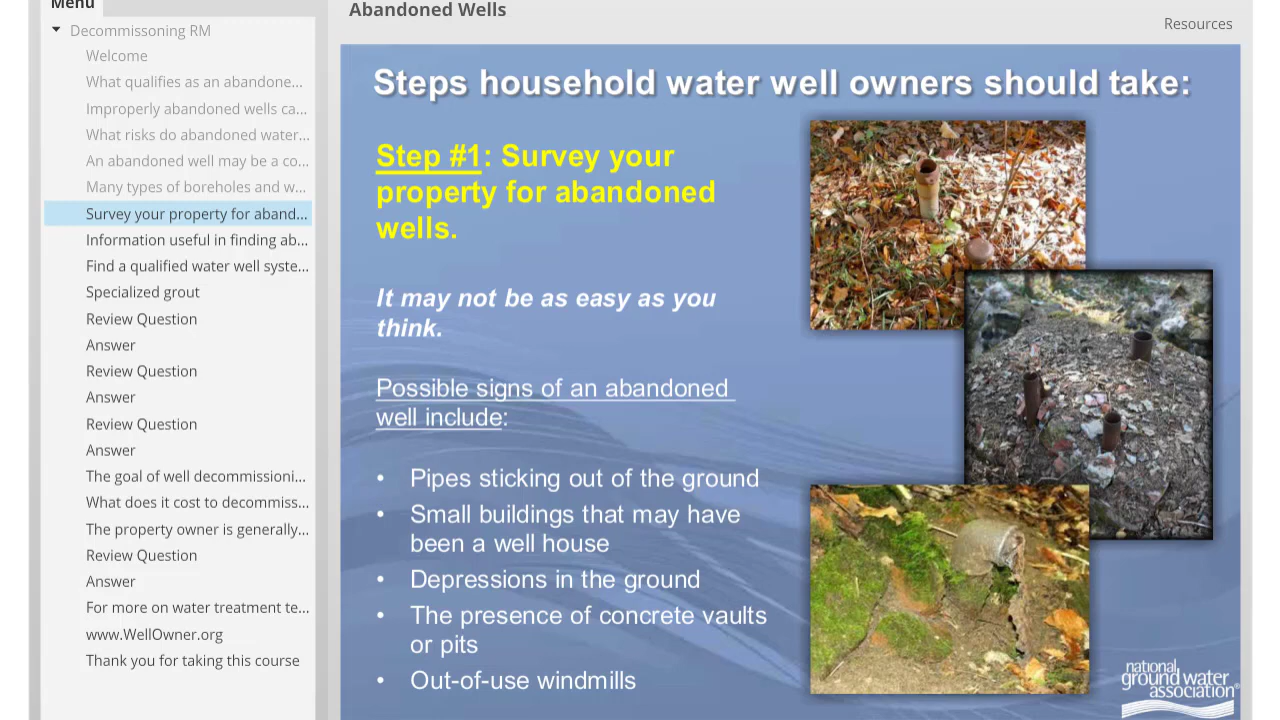 Menu
Decommissoning RM
Welcome
What qualifies as an abandone...
Improperly abandoned wells ca...
What risks do abandoned water...
An abandoned well may be a co...
Many types of boreholes and w...
Survey your property for aband...
Information useful in finding ab...
Find a qualified water well syste...
Specialized grout
Review Question
Answer
Review Question
Answer
Review Question
Answer
The goal of well decommissioni...
What does it cost to decommiss...
The property owner is generally...
Review Question
Answer
For more on water treatment te...
www.WellOwner.org
Thank you for taking this course
Abandoned Wells
Resources
Steps household water well owners should take:
Step #1: Survey your
property for abandoned
wells.
It may not be as easy as you
think.
Possible signs of an abandoned
well include:
• Pipes sticking out of the ground
• Small buildings that may have
been a well house
• Depressions in the ground
• The presence of concrete vaults
or pits
• Out-of-use windmills
national
ground water
association®